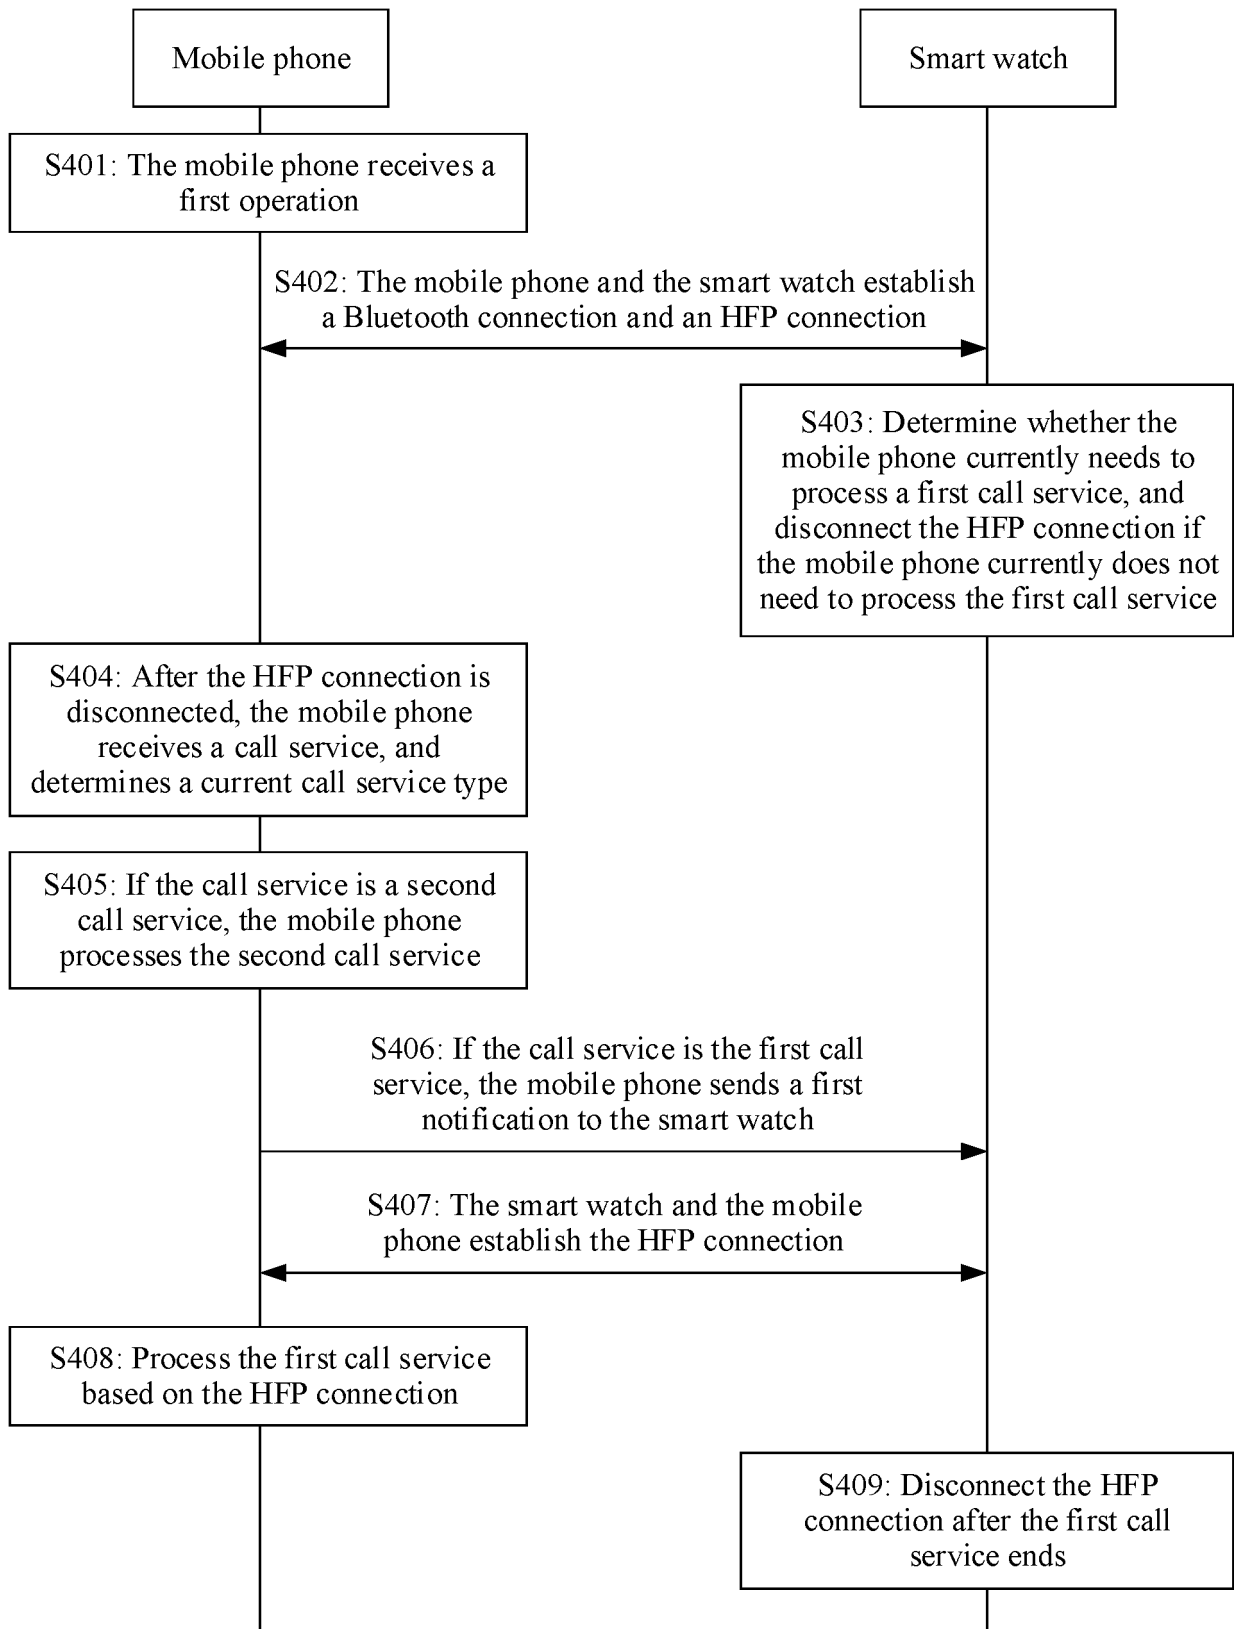 Mobile phone
Smart watch
S401: The mobile phone receives a
first operation
S402: The mobile phone and the smart watch establish
a Bluetooth connection and an HFP connection
S403: Determine whether the
mobile phone currently needs to
process a first call service, and
disconnect the HFP connection if
the mobile phone currently does not
need to process the first call service
S404: After the HFP connection is
disconnected, the mobile phone
receives a call service, and
determines a current call service type
S405: If the call service is a second
call service, the mobile phone
processes the second call service
S406: If the call service is the first call
service, the mobile phone sends a first
notification to the smart watch
S407: The smart watch and the mobile
phone establish the HFP connection
S408: Process the first call service
based on the HFP connection
S409: Disconnect the HFP
connection after the first call
service ends